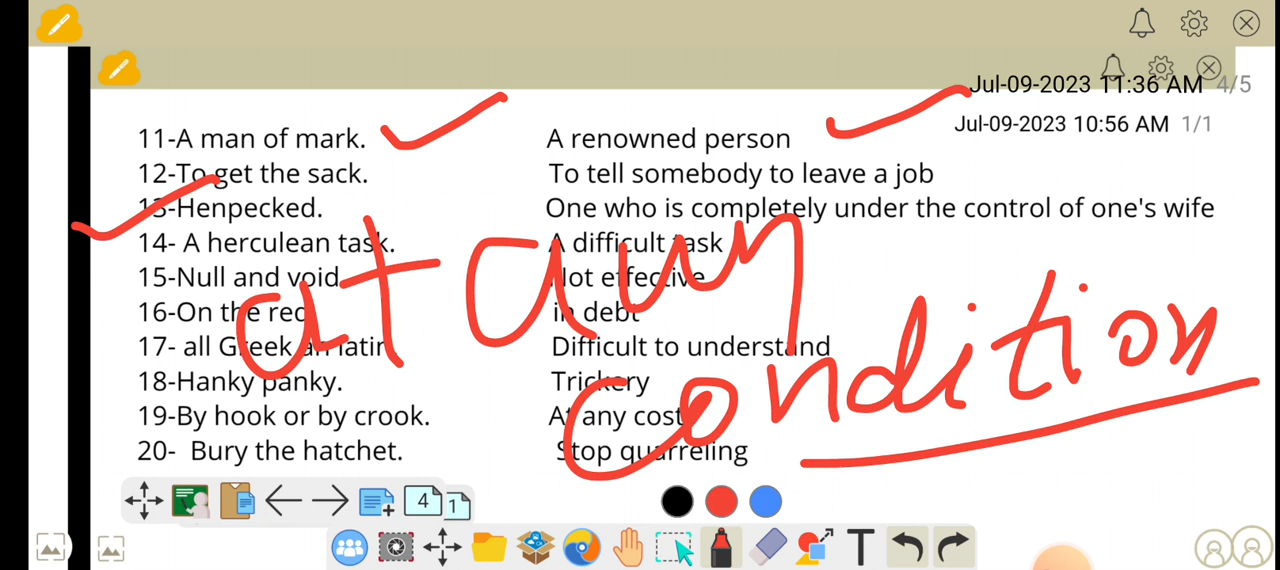 Jul-09-2023 11:36 AM 4/5
Jul-09-2023 10:56 AM 1/1
11-A man of mark. A renowned person
12-To get the sack. To tell somebody to leave a job
13-Henpecked. One who is completely under the control of one's wife
14- A herculean task. A difficult task
15-Null and void Not effective
16-On the red in debt
17- all Greek an latin Difficult to understand
18-Hanky panky. Trickery
19-By hook or by crook. At any cost
20- Bury the hatchet. Stop quarreling
at any
condition
4 1
T